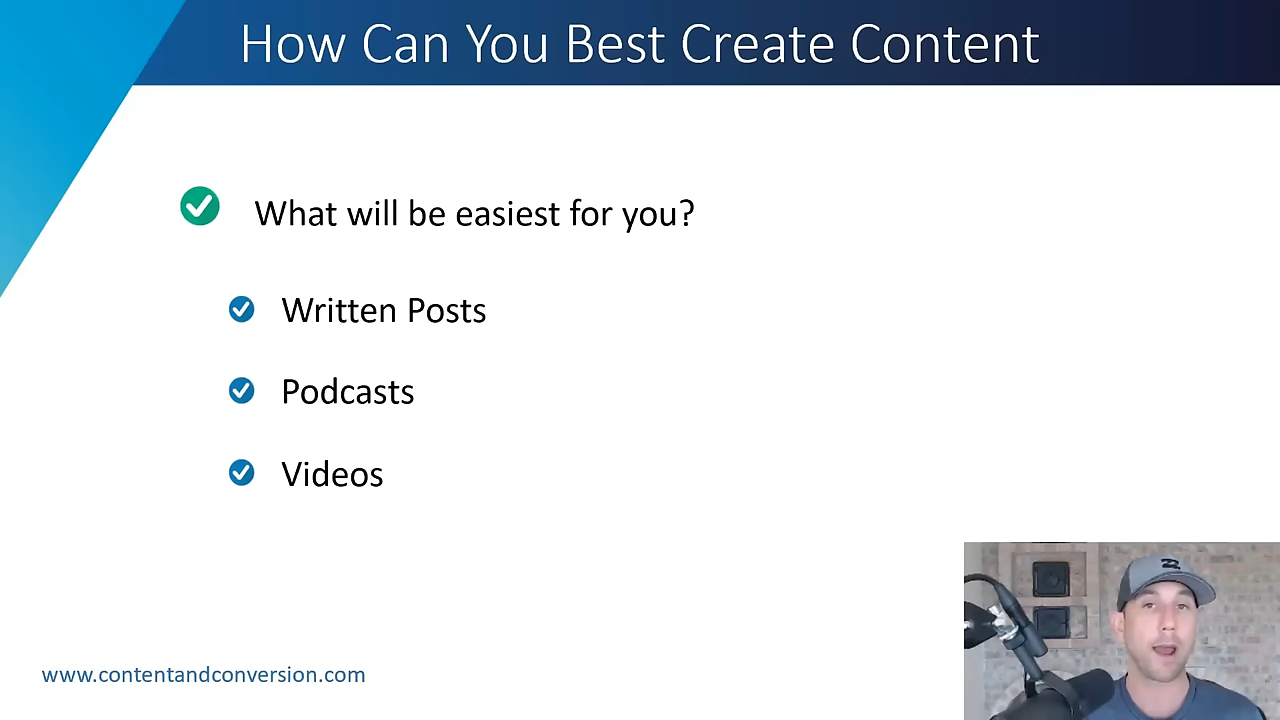 How Can You Best Create Content
What will be easiest for you?
Written Posts
Podcasts
Videos
www.contentandconversion.com